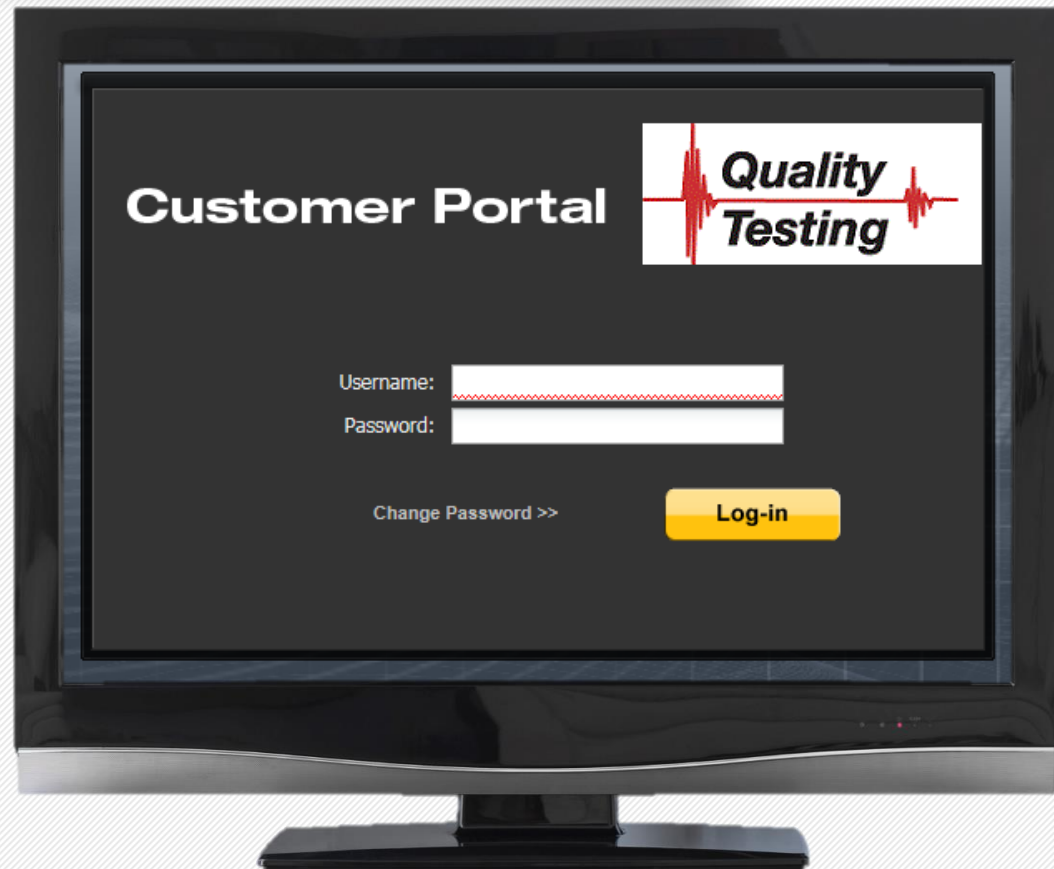 Customer Portal
Quality
Testing
Username:
Password:
Change Password >>
Log-in